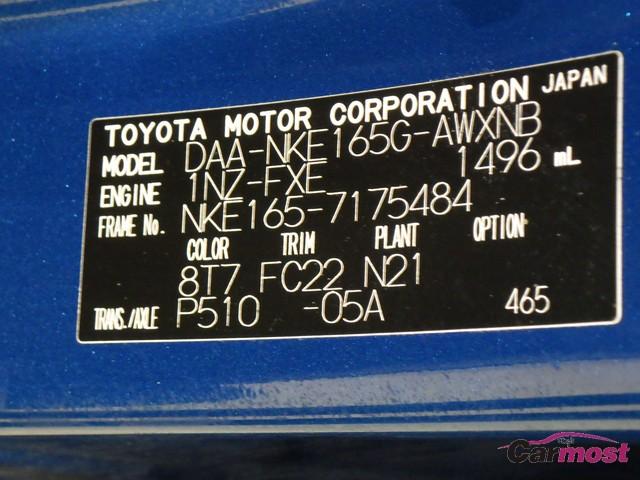 TOYOTA MOTOR CORPORATION JAPAN
MODEL DAA-NKE165G-AWXNB
ENGINE 1NZ-FXE 1496 mL
FRAME No. NKE165-7175484
COLOR TRIM PLANT OPTION
8T7 FC22 N21
TRANS./AXLE P510 -05A 465
Carmost